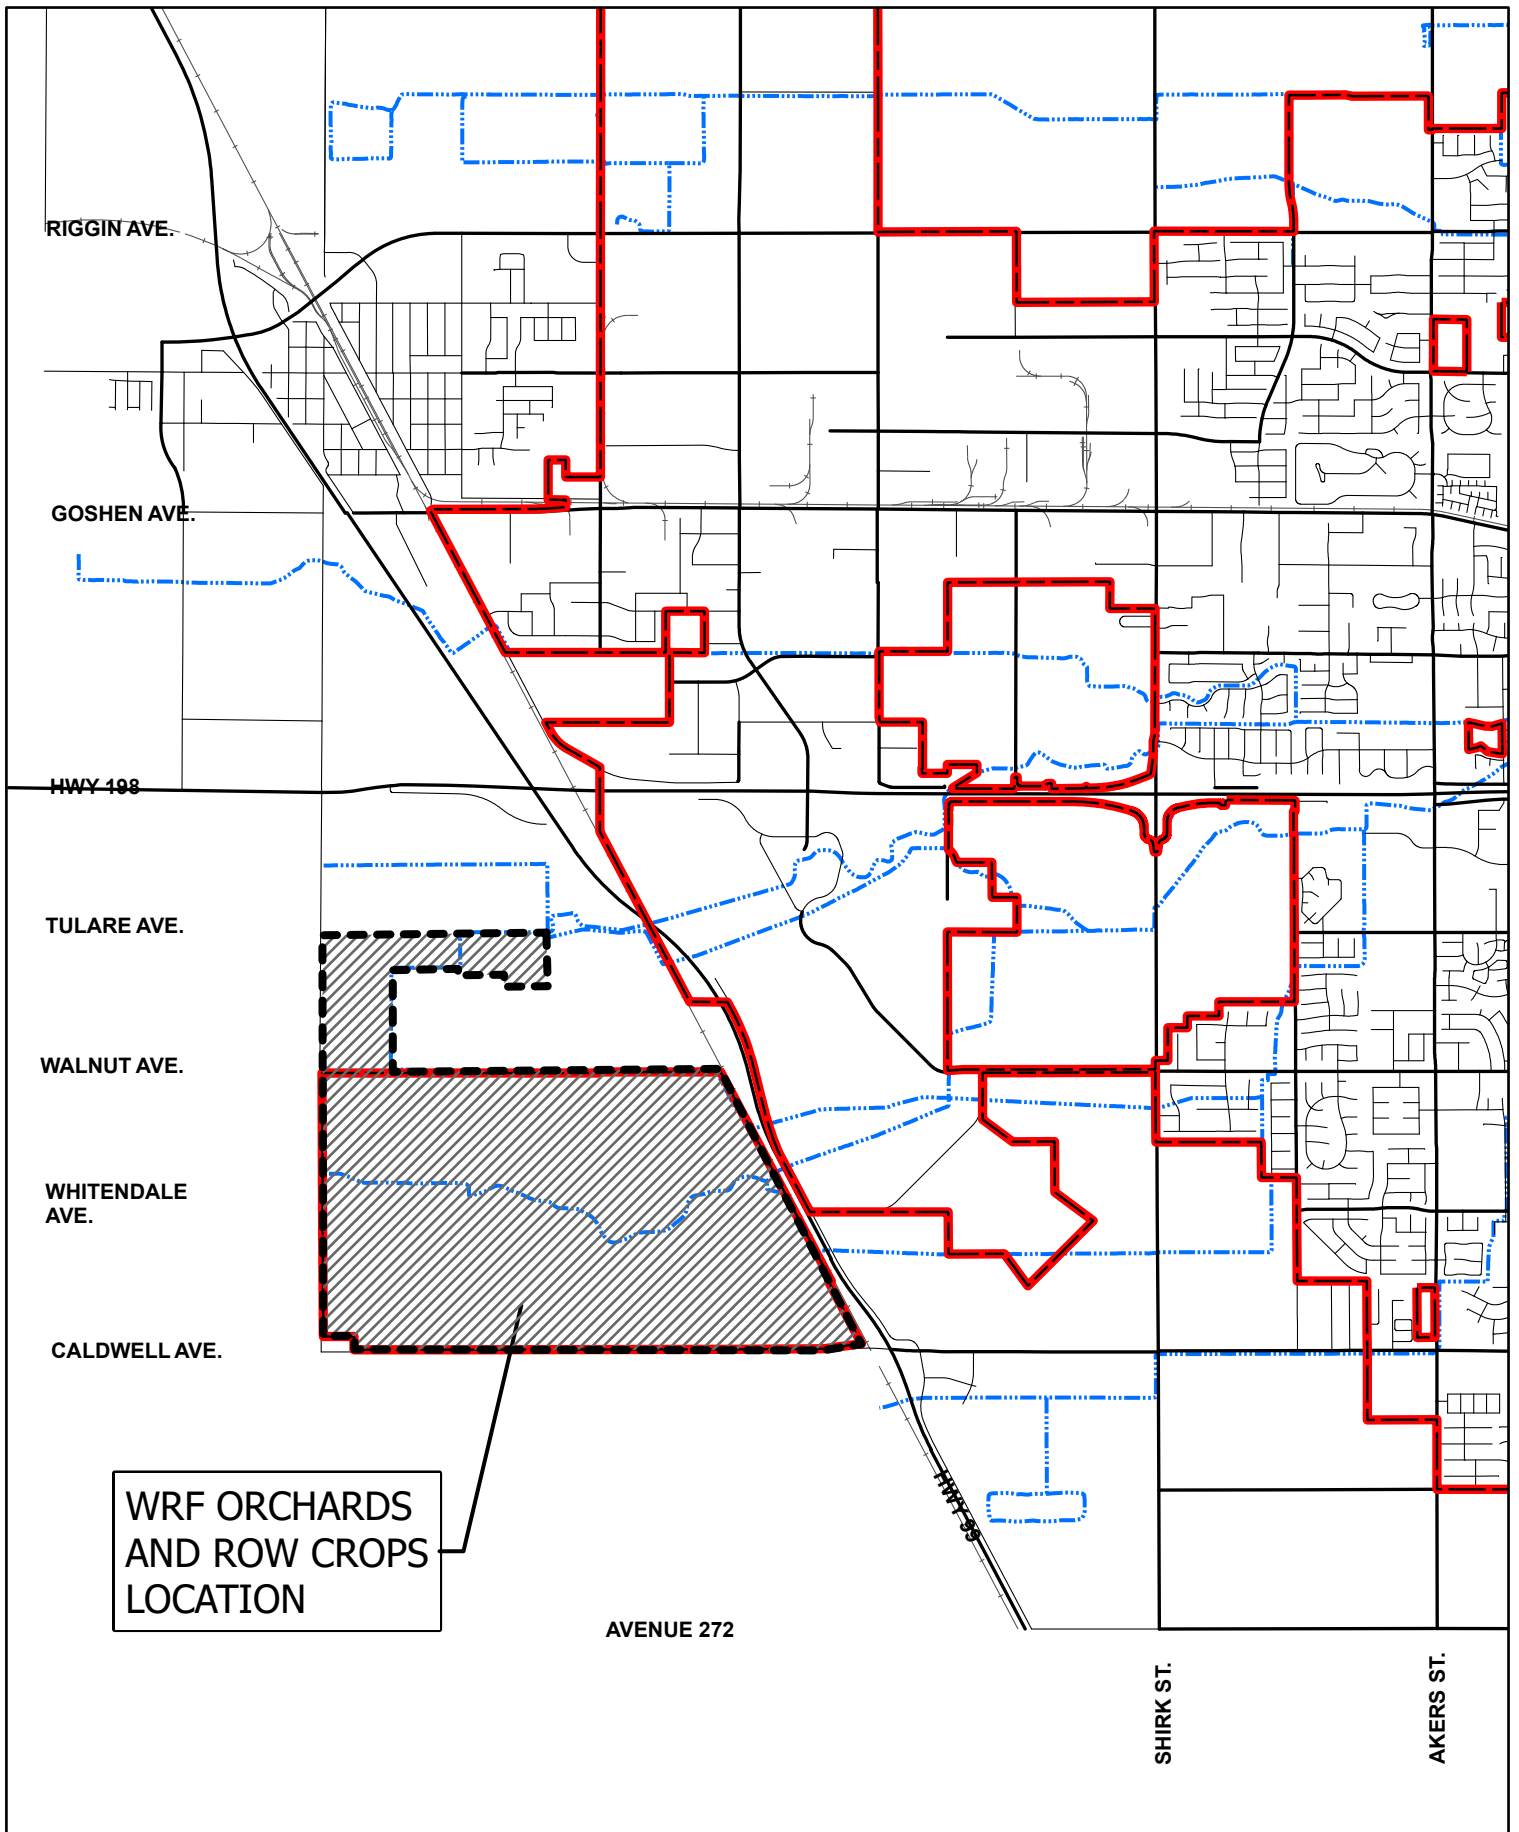 RIGGIN AVE.
GOSHEN AVE.
HWY 198
TULARE AVE.
WALNUT AVE.
WHITENDALE
AVE.
CALDWELL AVE.
WRF ORCHARDS
AND ROW CROPS
LOCATION
HWY 99
AVENUE 272
SHIRK ST.
AKERS ST.